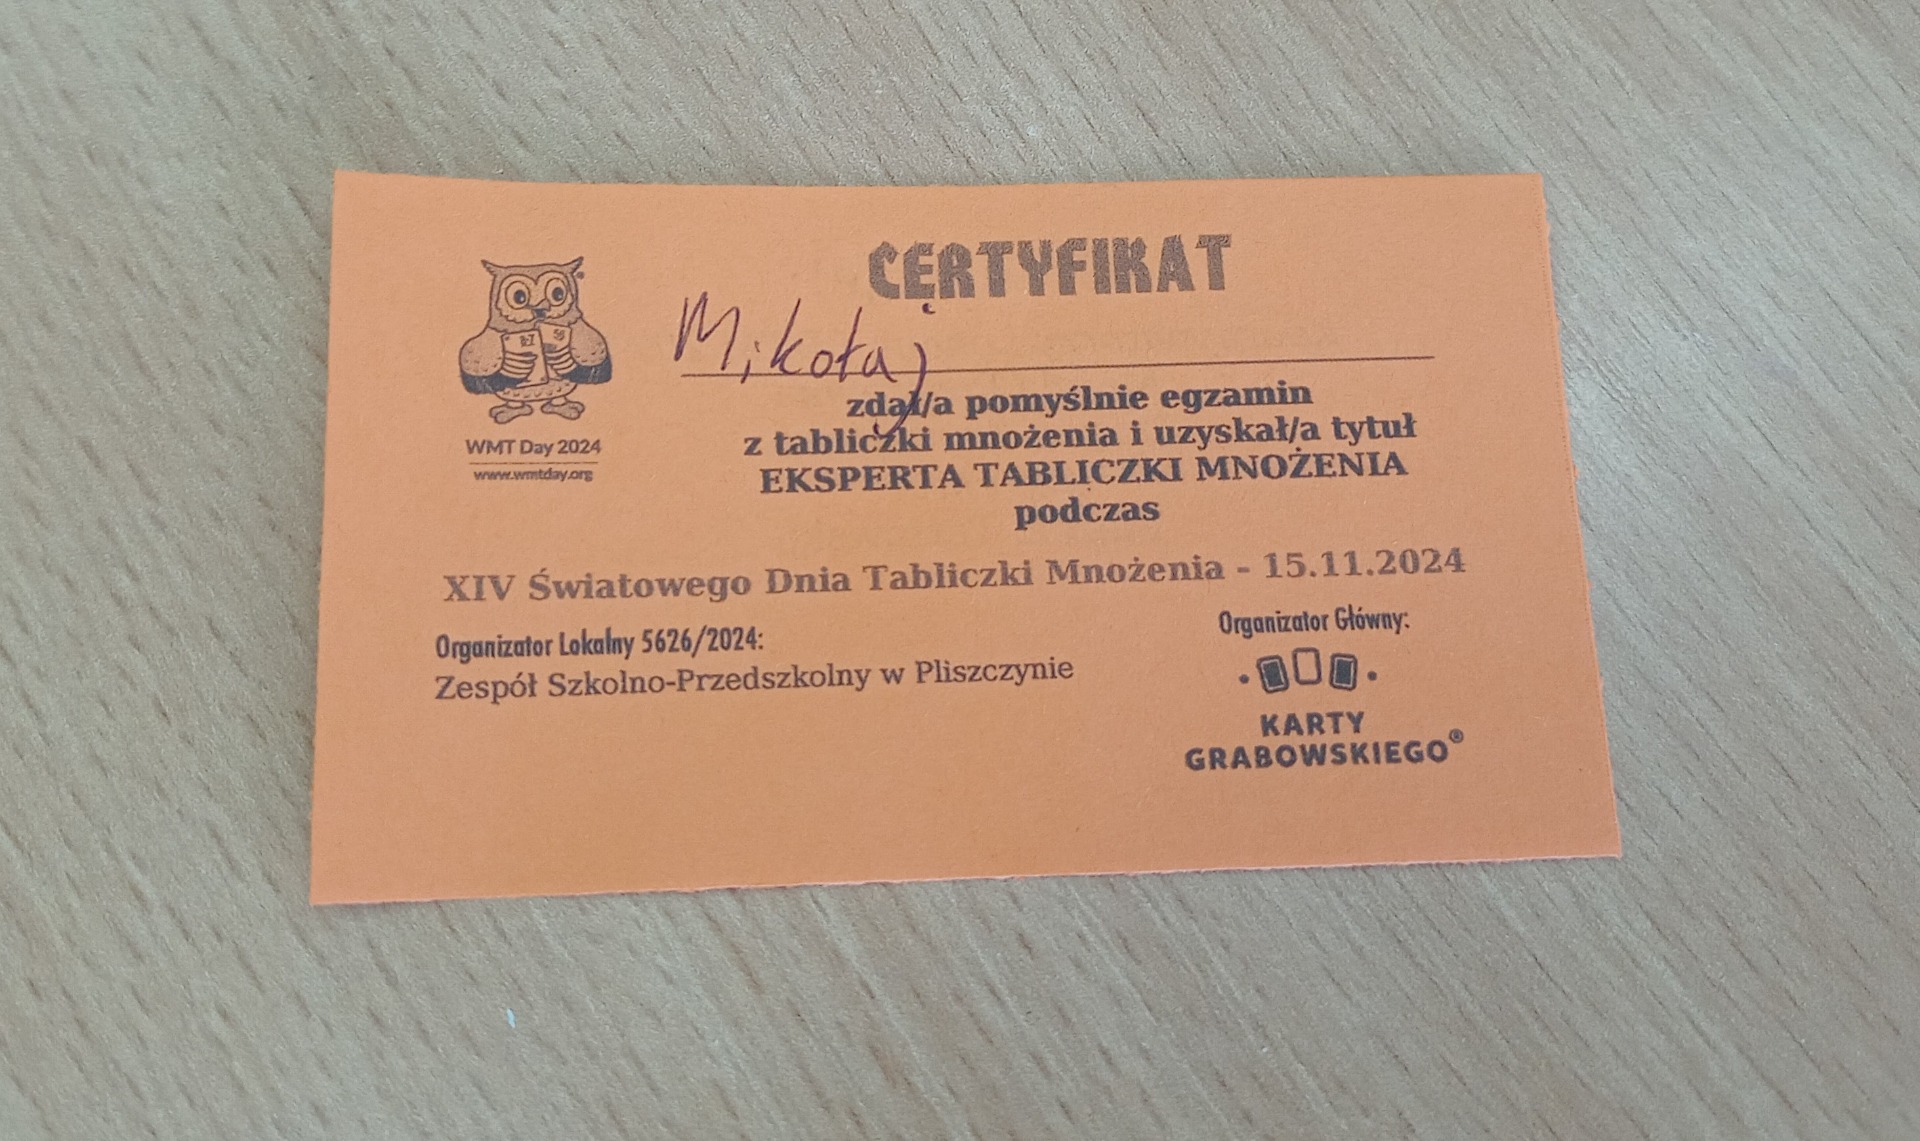 CERTYFIKAT
Mikołaj
zdał/a pomyślnie egzamin
z tabliczki mnożenia i uzyskał/a tytuł
EKSPERTA TABLICZKI MNOŻENIA
podczas
WMT Day 2024
www.wmtday.org
XIV Światowego Dnia Tabliczki Mnożenia - 15.11.2024
Organizator Lokalny 5626/2024:
Zespół Szkolno-Przedszkolny w Pliszczynie
Organizator Główny:
KARTY
GRABOWSKIEGO®